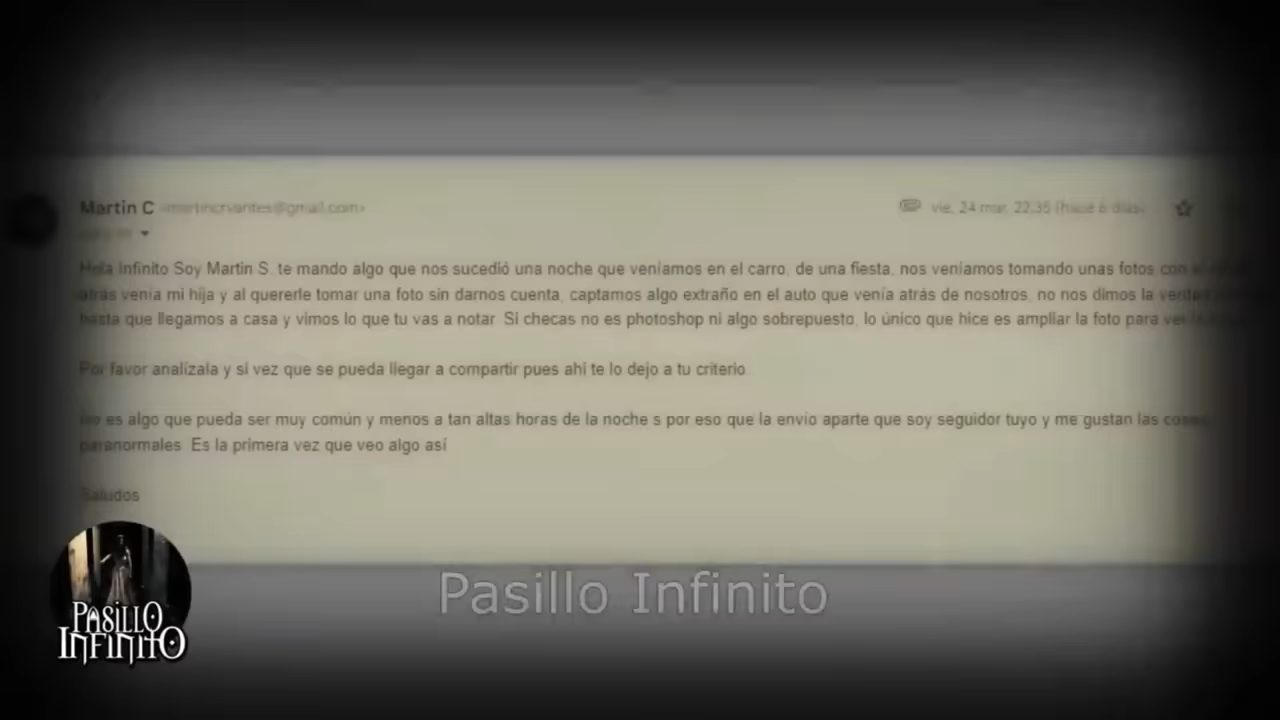 Martin C
vie, 24 mar, 22:35 (hace 6 días)
Hola Infinito Soy Martin S. te mando algo que nos sucedió una noche que veníamos en el carro, de una fiesta, nos veníamos tomando unas fotos con
atrás venía mi hija y al quererle tomar una foto sin darnos cuenta, captamos algo extraño en el auto que venía atrás de nosotros, no nos dimos la verdad
hasta que llegamos a casa y vimos lo que tu vas a notar. Si checas no es photoshop ni algo sobrepuesto, lo único que hice es ampliar la foto para ver
Por favor analízala y si vez que se pueda llegar a compartir pues ahí te lo dejo a tu criterio.
es algo que pueda ser muy común y menos a tan altas horas de la noche s por eso que la envío aparte que soy seguidor tuyo y me gustan las cosas
paranormales. Es la primera vez que veo algo así
Saludos
Pasillo Infinito
PASILLO
INFINITO